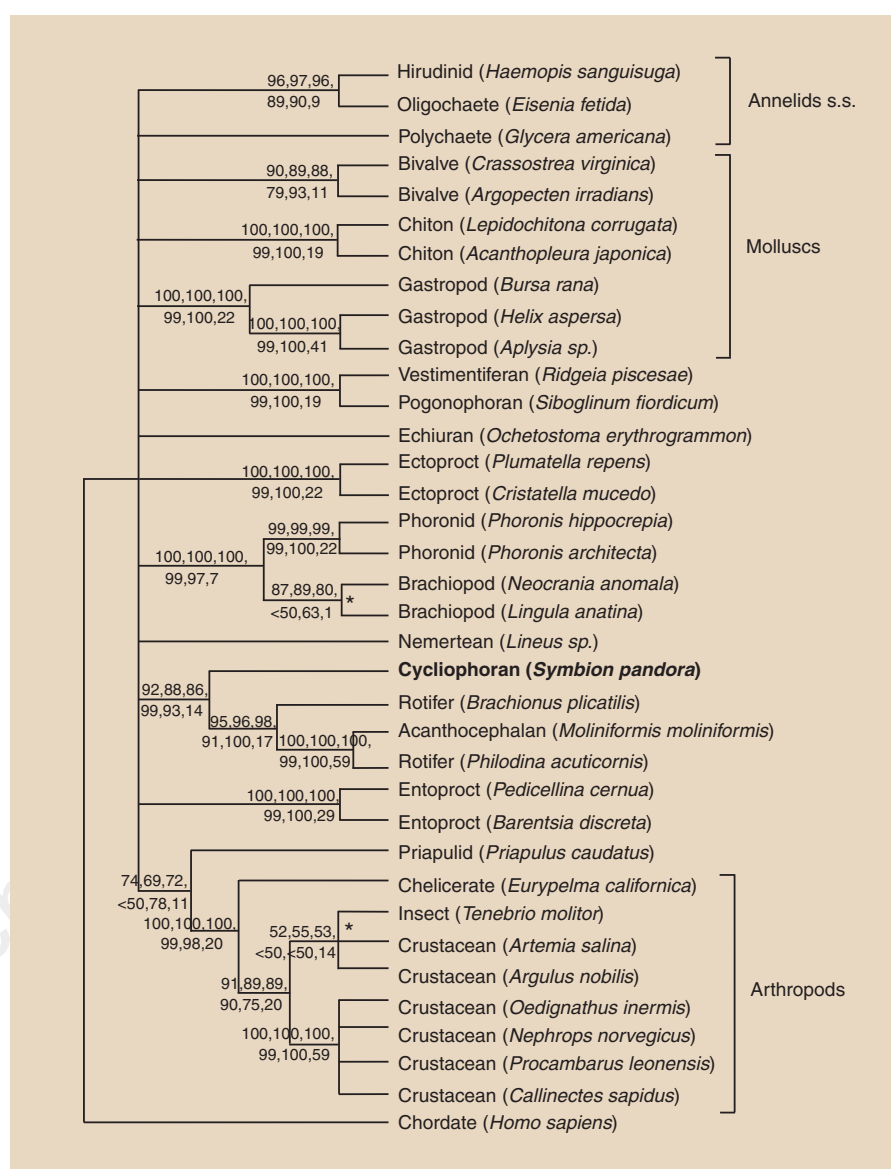 Hirudinid (Haemopis sanguisuga)
96,97,96,
89,90,9
Oligochaete (Eisenia fetida)
Annelids s.s.
Polychaete (Glycera americana)
Bivalve (Crassostrea virginica)
90,89,88,
79,93,11
Bivalve (Argopecten irradians)
Chiton (Lepidochitona corrugata)
100,100,100,
99,100,19
Chiton (Acanthopleura japonica)
Molluscs
Gastropod (Bursa rana)
100,100,100,
99,100,22
Gastropod (Helix aspersa)
100,100,100,
99,100,41
Gastropod (Aplysia sp.)
Vestimentiferan (Ridgeia piscesae)
100,100,100,
99,100,19
Pogonophoran (Siboglinum fiordicum)
Echiuran (Ochetostoma erythrogrammon)
Ectoproct (Plumatella repens)
100,100,100,
99,100,22
Ectoproct (Cristatella mucedo)
Phoronid (Phoronis hippocrepia)
99,99,99,
99,100,22
Phoronid (Phoronis architecta)
100,100,100,
99,97,7
Brachiopod (Neocrania anomala)
87,89,80,
*
<50,63,1
Brachiopod (Lingula anatina)
Nemertean (Lineus sp.)
Cycliophoran (Symbion pandora)
92,88,86,
99,93,14
Rotifer (Brachionus plicatilis)
95,96,98,
91,100,17
Acanthocephalan (Moliniformis moliniformis)
100,100,100,
99,100,59
Rotifer (Philodina acuticornis)
Entoproct (Pedicellina cernua)
100,100,100,
99,100,29
Entoproct (Barentsia discreta)
Priapulid (Priapulus caudatus)
74,69,72,
<50,78,11
Chelicerate (Eurypelma californica)
100,100,100,
99,98,20
Insect (Tenebrio molitor)
52,55,53,
*
<50,<50,14
Crustacean (Artemia salina)
Crustacean (Argulus nobilis)
91,89,89,
90,75,20
Arthropods
Crustacean (Oedignathus inermis)
Crustacean (Nephrops norvegicus)
100,100,100,
99,100,59
Crustacean (Procambarus leonensis)
Crustacean (Callinectes sapidus)
Chordate (Homo sapiens)